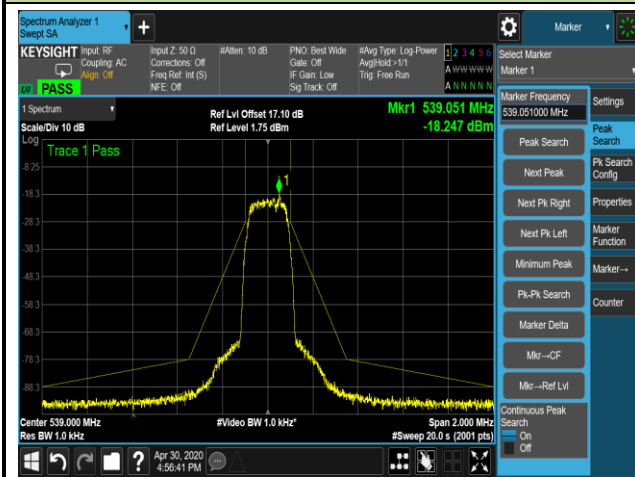 Spectrum Analyzer 1
Swept SA
+
Marker
KEYSIGHT
Input: RF
Coupling: AC
Align: Off
Input Z: 50 Ω
Corrections: Off
Freq Ref: Int (S)
NFE: Off
#Atten: 10 dB
PNO: Best Wide
Gate: Off
IF Gain: Low
Sig Track: Off
#Avg Type: Log-Power
Avg|Hold:>1/1
Trig: Free Run
1 2 3 4 5 6
A W W W W W
A N N N N N
LXI
PASS
Select Marker
Marker 1
1 Spectrum
Scale/Div 10 dB
Ref Lvl Offset 17.10 dB
Ref Level 1.75 dBm
Mkr1 539.051 MHz
-18.247 dBm
Log
Trace 1 Pass
1
-8.25
-18.3
-28.3
-38.3
-48.3
-58.3
-68.3
-78.3
-88.3
Center 539.000 MHz
Res BW 1.0 kHz
#Video BW 1.0 kHz*
Span 2.000 MHz
#Sweep 20.0 s (2001 pts)
Marker Frequency
539.051000 MHz
Peak Search
Next Peak
Next Pk Right
Next Pk Left
Minimum Peak
Pk-Pk Search
Marker Delta
Mkr→CF
Mkr→Ref Lvl
Continuous Peak
Search
On
Off
Settings
Peak
Search
Pk Search
Config
Properties
Marker
Function
Marker→
Counter
?
Apr 30, 2020
4:56:41 PM